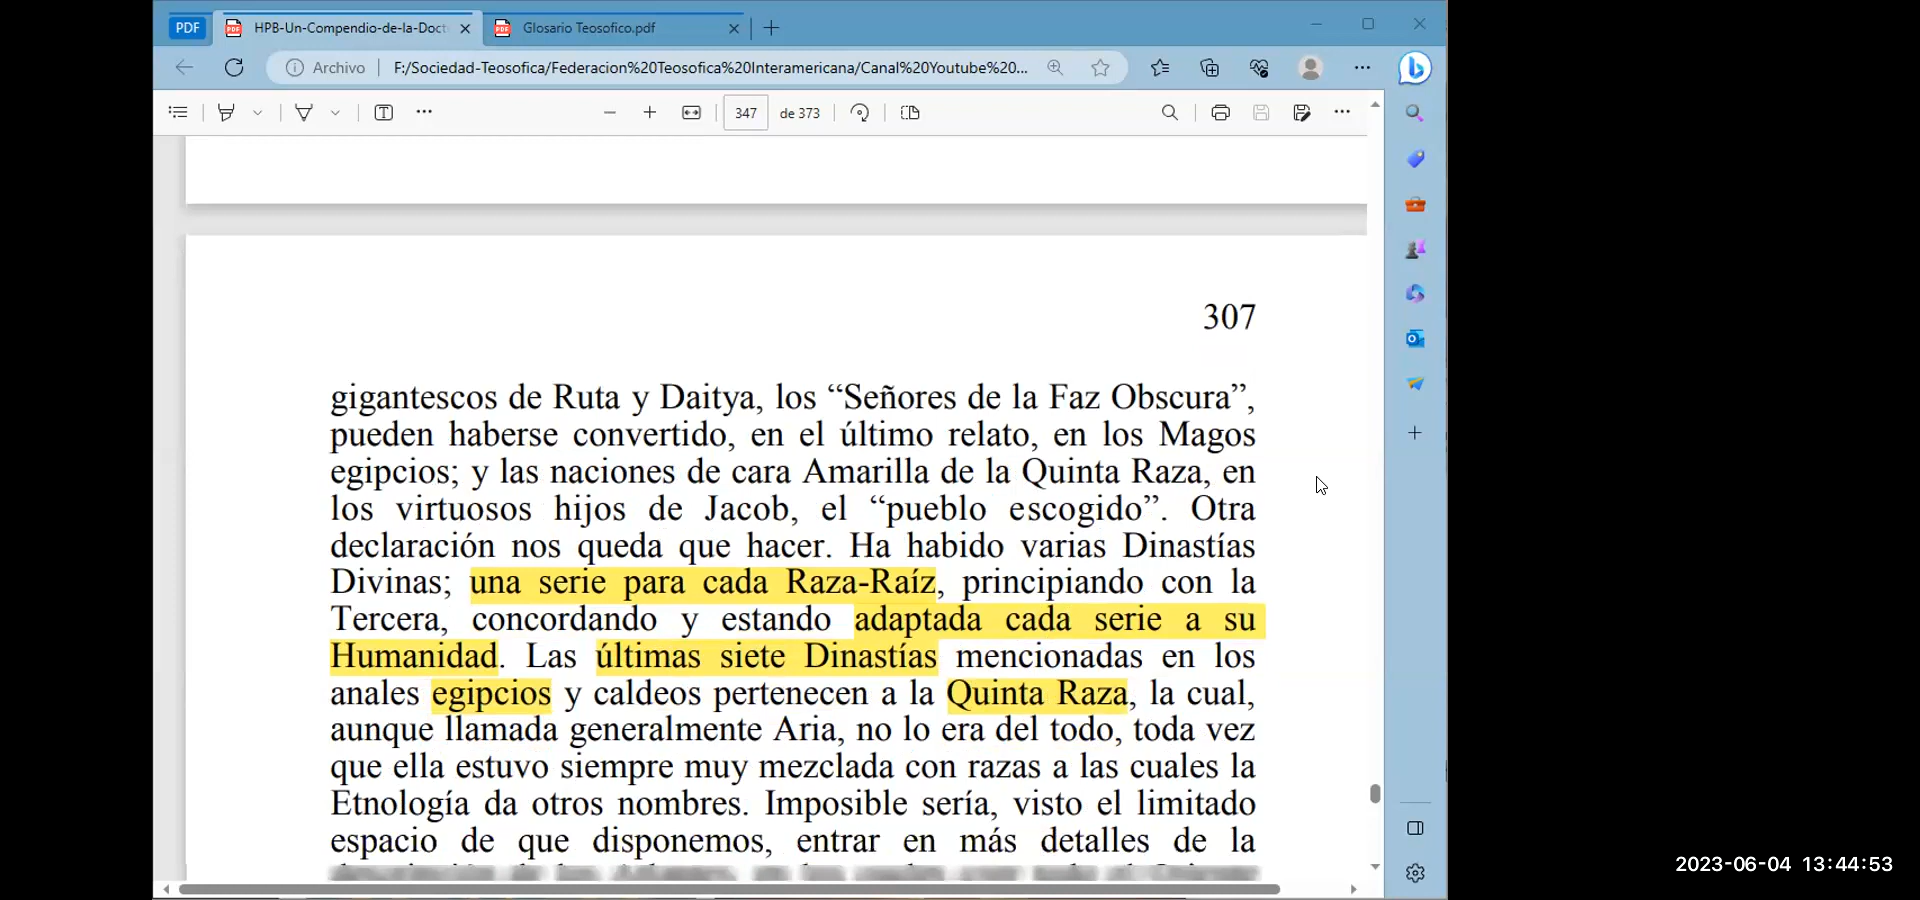 PDF
HPB-Un-Compendio-de-la-Doct
Glosario Teosofico.pdf
Archivo
F:/Sociedad-Teosofica/Federacion%20Teosofica%20Interamericana/Canal%20Youtube%20...
347
de 373
307
gigantescos de Ruta y Daitya, los “Señores de la Faz Obscura”,
pueden haberse convertido, en el último relato, en los Magos
egipcios; y las naciones de cara Amarilla de la Quinta Raza, en
los virtuosos hijos de Jacob, el “pueblo escogido”. Otra
declaración nos queda que hacer. Ha habido varias Dinastías
Divinas; una serie para cada Raza-Raíz, principiando con la
Tercera, concordando y estando adaptada cada serie a su
Humanidad. Las últimas siete Dinastías mencionadas en los
anales egipcios y caldeos pertenecen a la Quinta Raza, la cual,
aunque llamada generalmente Aria, no lo era del todo, toda vez
que ella estuvo siempre muy mezclada con razas a las cuales la
Etnología da otros nombres. Imposible sería, visto el limitado
espacio de que disponemos, entrar en más detalles de la
2023-06-04 13:44:53